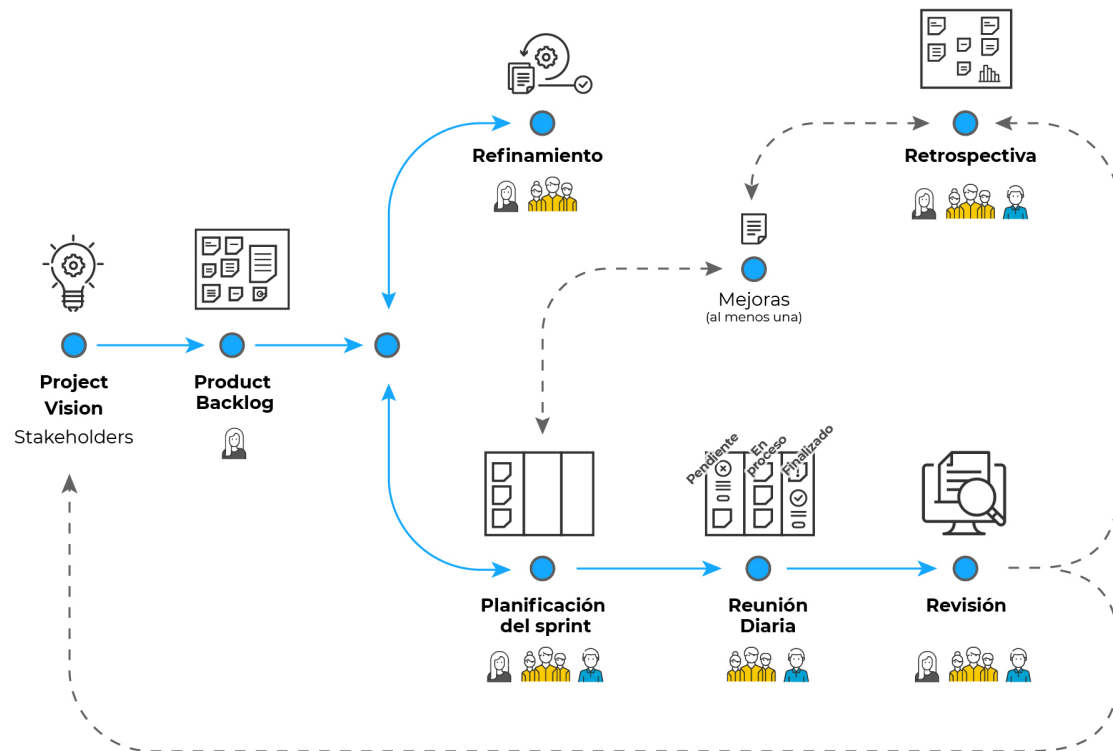 Refinamiento
Retrospectiva
Mejoras
(al menos una)
Project
Vision
Stakeholders
Product
Backlog
Pendiente
En
proceso
Finalizado
Planificación
del sprint
Reunión
Diaria
Revisión